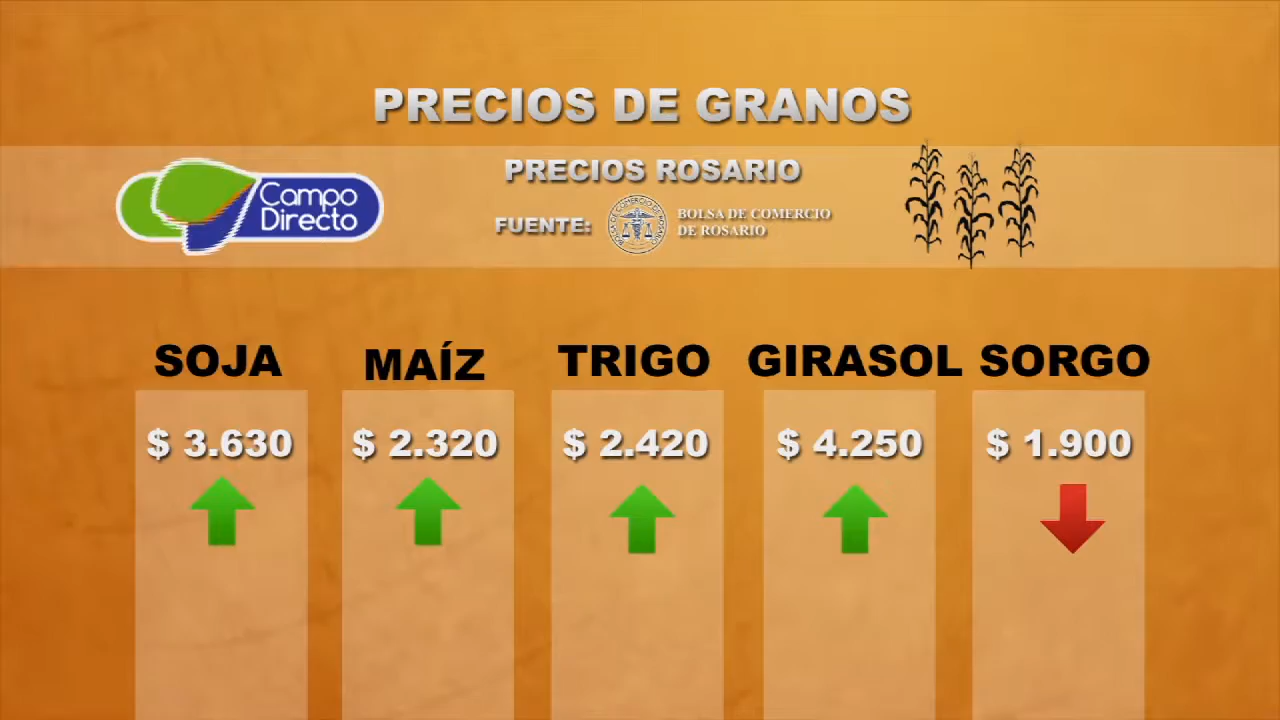 PRECIOS DE GRANOS
Campo
Directo
PRECIOS ROSARIO
FUENTE:
BOLSA DE COMERCIO
DE ROSARIO
SOJA
MAÍZ
TRIGO
GIRASOL
SORGO
$ 3.630
$ 2.320
$ 2.420
$ 4.250
$ 1.900